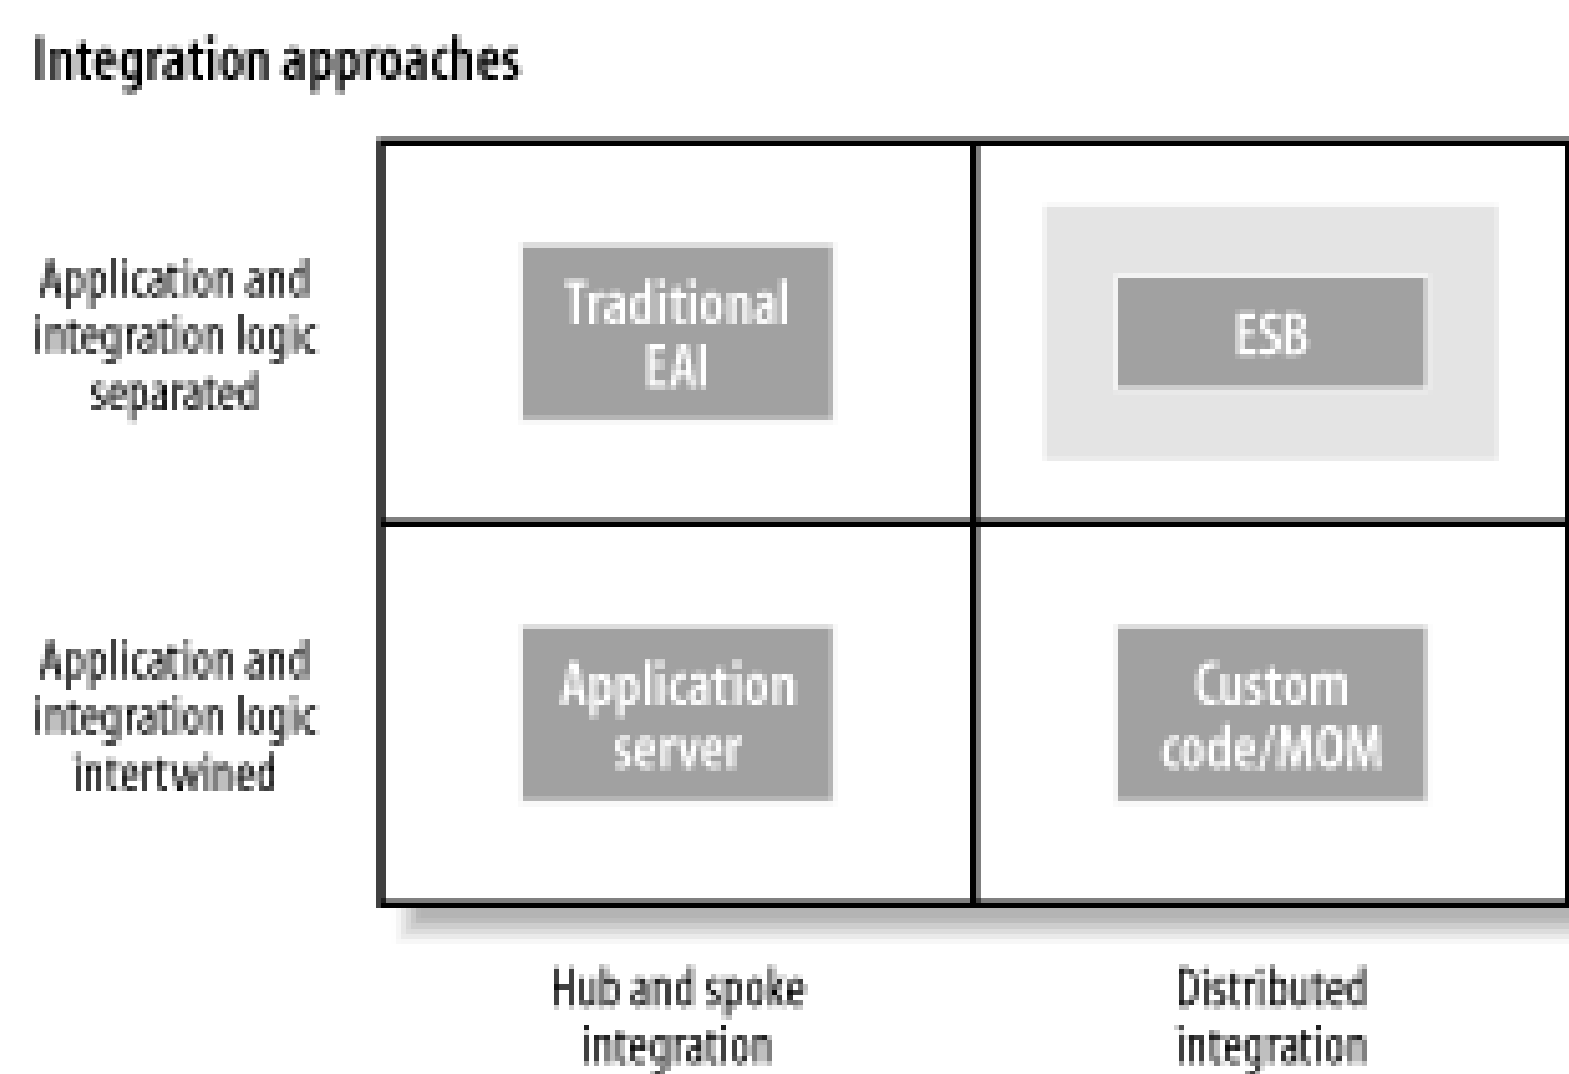 Integration approaches
Application and
integration logic
separated
Traditional
EAI
ESB
Application and
integration logic
intertwined
Application
server
Custom
code/MOM
Hub and spoke
integration
Distributed
integration